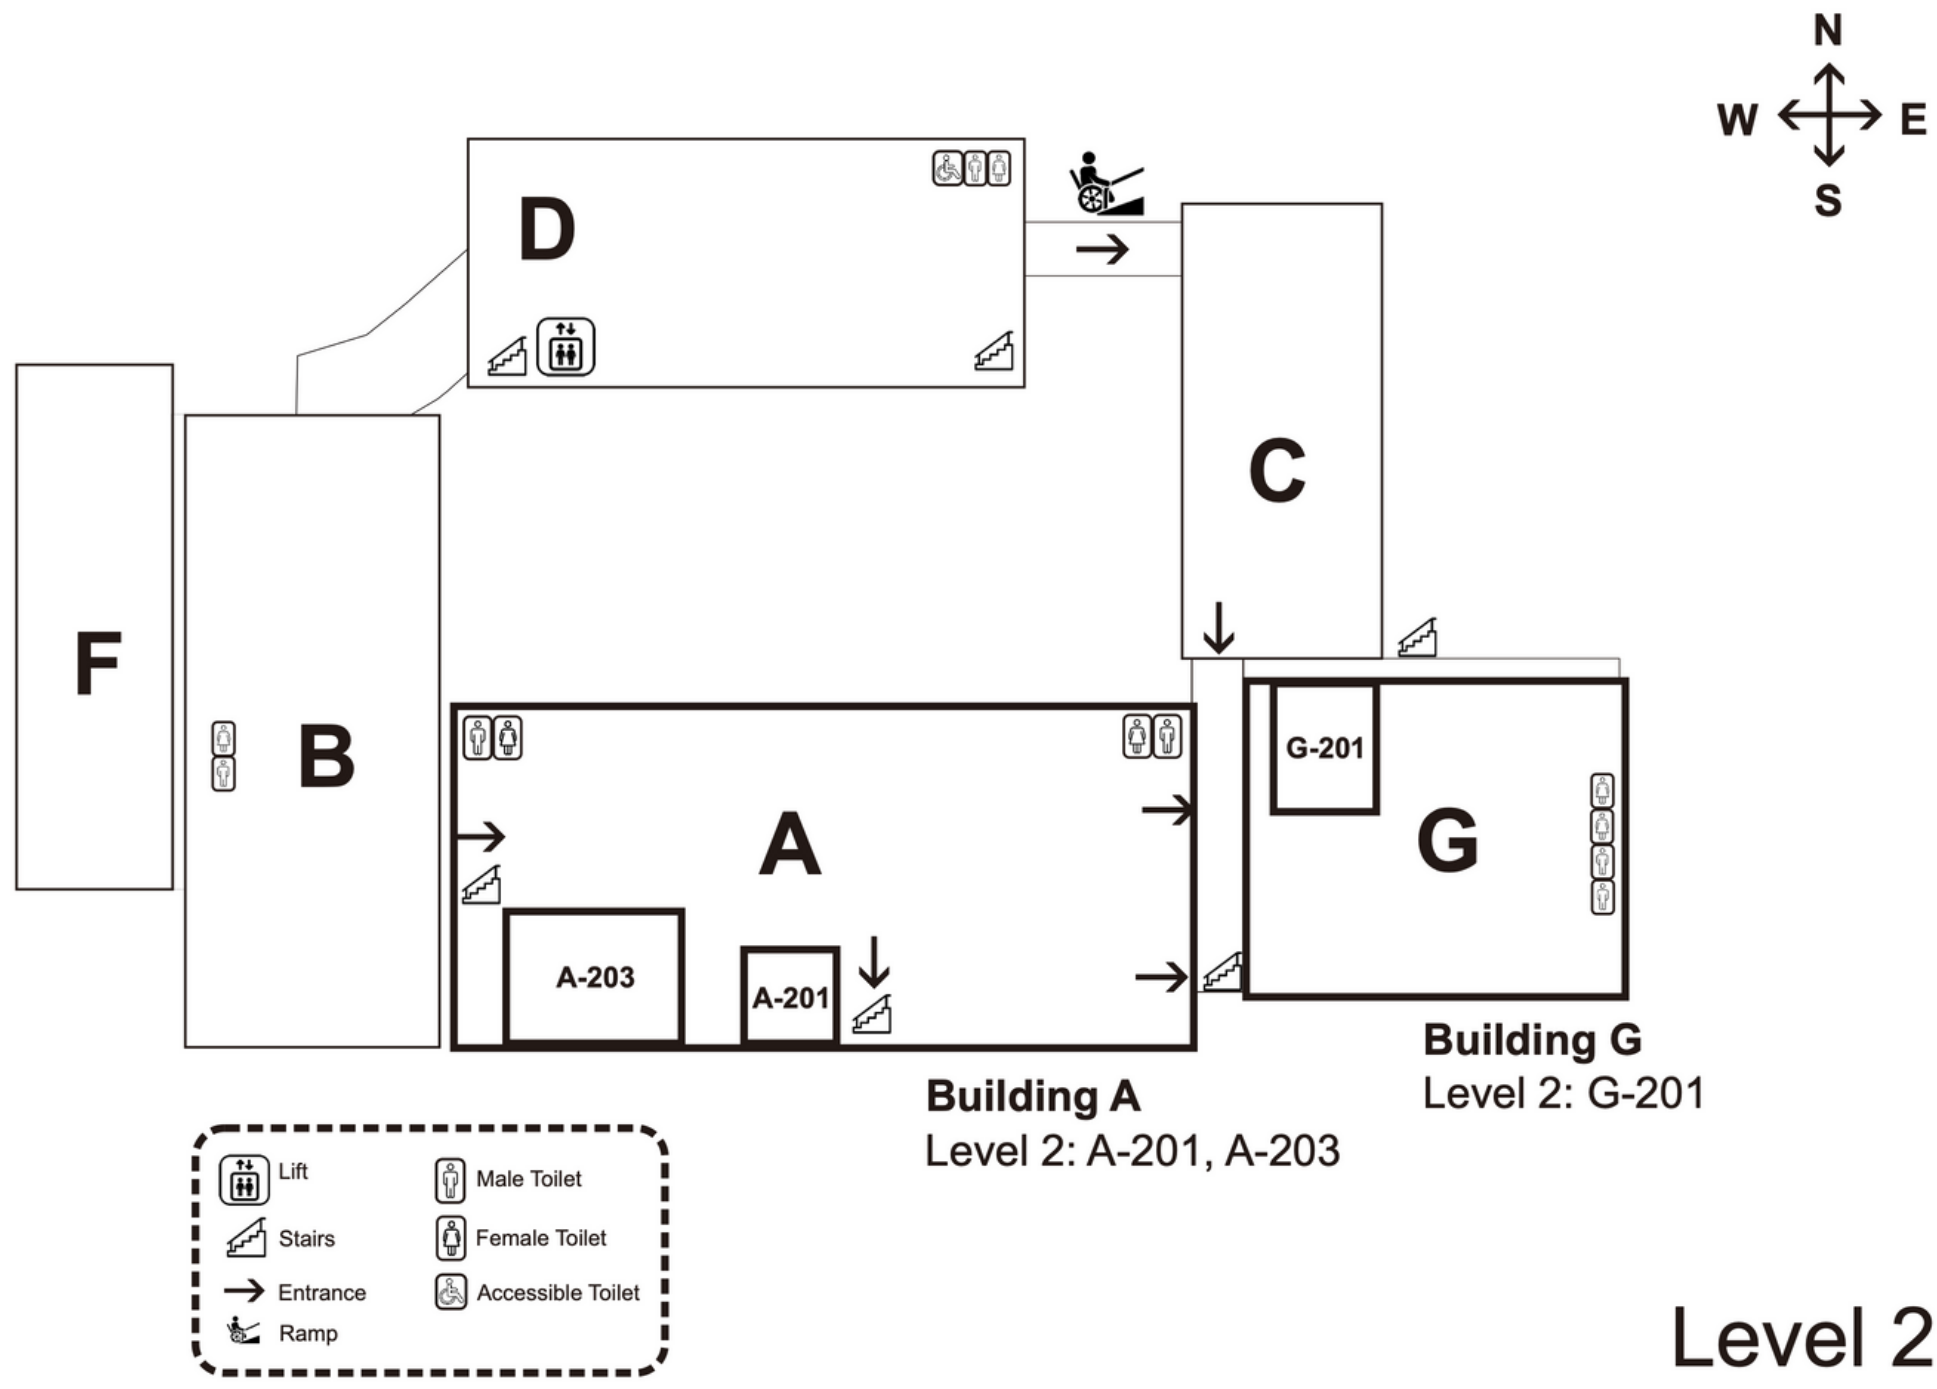 N
W E
S
D
C
F
B
A
G-201
G
A-203
A-201
Building G
Level 2: G-201
Building A
Level 2: A-201, A-203
Lift
Male Toilet
Stairs
Female Toilet
Entrance
Accessible Toilet
Ramp
Level 2